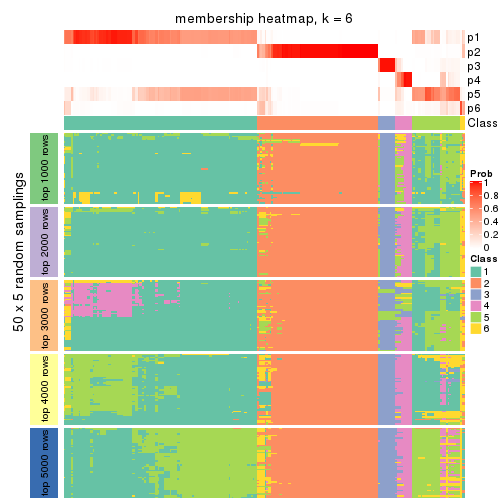 membership heatmap, k = 6
p1
p2
p3
p4
p5
p6
Class
50 x 5 random samplings
top 1000 rows
top 2000 rows
top 3000 rows
top 4000 rows
top 5000 rows
Prob
1
0.8
0.6
0.4
0.2
0
Class
1
2
3
4
5
6